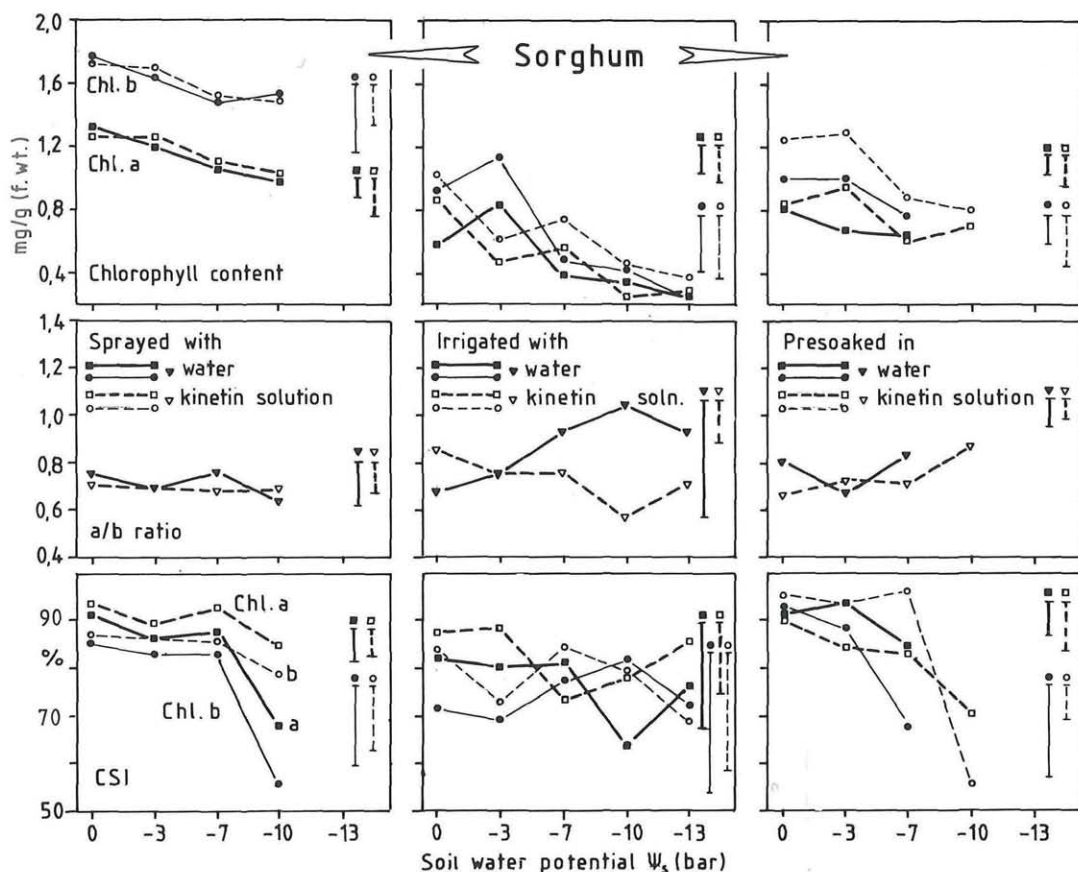 Sorghum
mg/g (f. wt.)
2,0
1,6
1,2
0,8
0,4
Chl. b
Chl. a
Chlorophyll content
1,4
1,2
1,0
0,8
0,6
0,4
Sprayed with
water
kinetin solution
a/b ratio
Irrigated with
water
kinetin soln.
Presoaked in
water
kinetin solution
90
%
70
50
Chl. a
b
Chl. b
a
CSI
0 -3 -7 -10 -13
0 -3 -7 -10 -13
0 -3 -7 -10 -13
Soil water potential Ψs (bar)